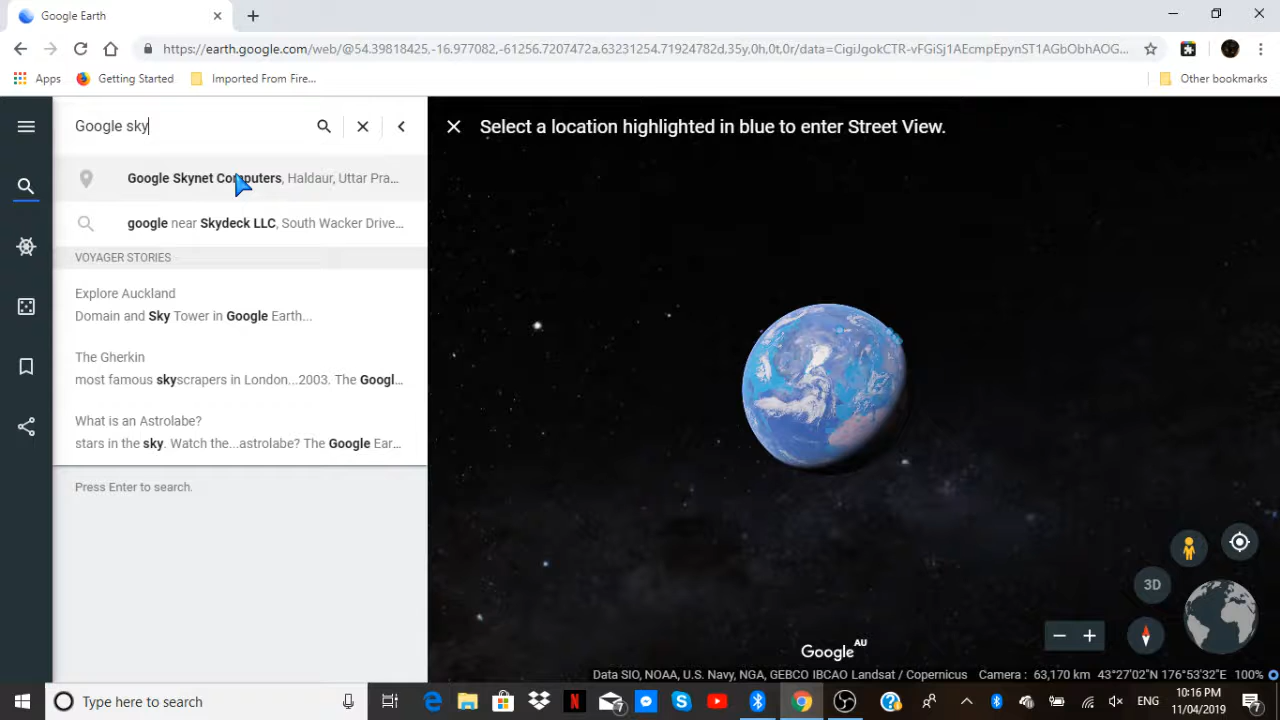 Google Earth
https://earth.google.com/web/@54.39818425,-16.977082,-61256.7207472a,63231254.71924782d,35y,0h,0t,0r/data=CigiJgokCTR-vFGiSj1AEcmpEpynST1AGbObhAOG...
Apps
Getting Started
Imported From Fire...
Other bookmarks
Google sky
Select a location highlighted in blue to enter Street View.
Google Skynet Computers, Haldaur, Uttar Pra...
google near Skydeck LLC, South Wacker Drive...
VOYAGER STORIES
Explore Auckland
Domain and Sky Tower in Google Earth...
The Gherkin
most famous skyscrapers in London...2003. The Googl...
What is an Astrolabe?
stars in the sky. Watch the...astrolabe? The Google Ear...
Press Enter to search.
3D
Google AU
Data SIO, NOAA, U.S. Navy, NGA, GEBCO IBCAO Landsat / Copernicus Camera : 63,170 km 43°27'02"N 176°53'32"E 100%
Type here to search
7
ENG
10:16 PM
11/04/2019
7